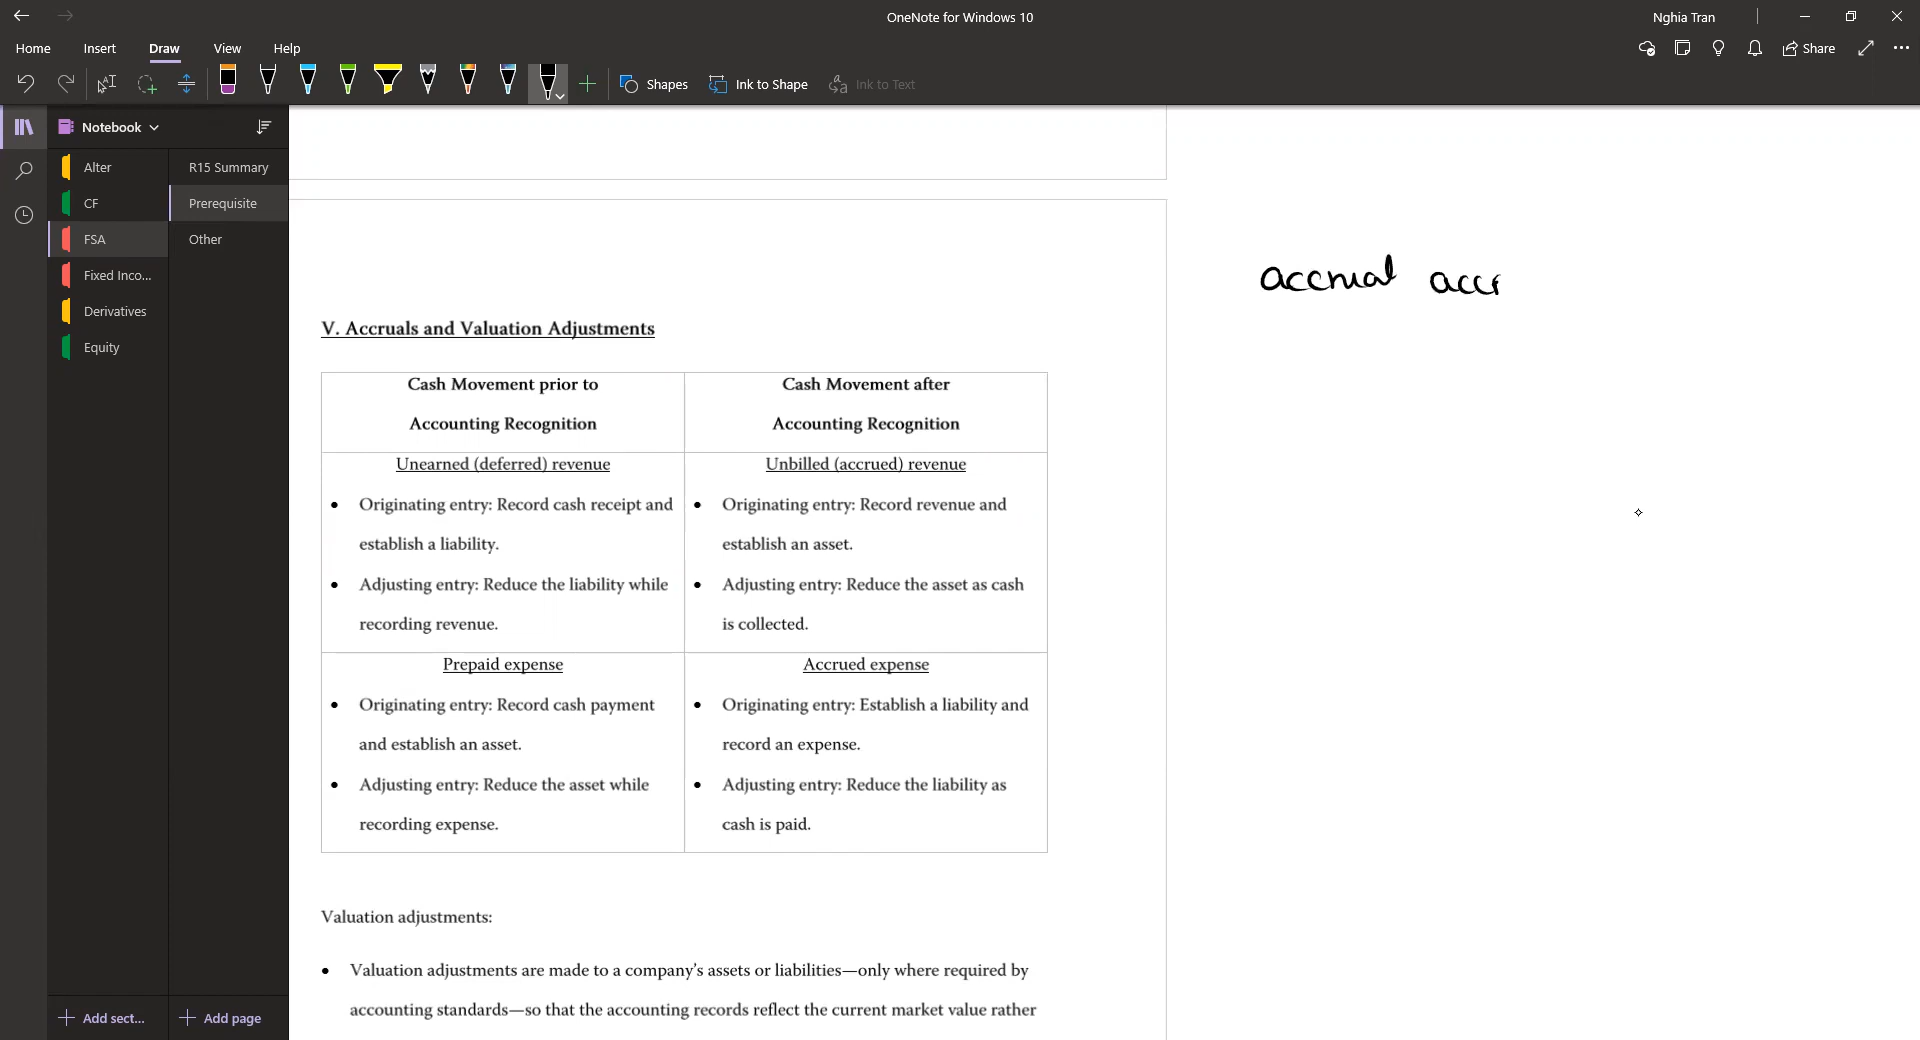 OneNote for Windows 10
Nghia Tran
Home Insert Draw View Help
Share
Shapes
Ink to Shape
Ink to Text
Notebook
Alter
CF
FSA
Fixed Inco...
Derivatives
Equity
R15 Summary
Prerequisite
Other
Add sect...
Add page
V. Accruals and Valuation Adjustments
Cash Movement prior to
Accounting Recognition
Cash Movement after
Accounting Recognition
Unearned (deferred) revenue
• Originating entry: Record cash receipt and
establish a liability.
• Adjusting entry: Reduce the liability while
recording revenue.
Unbilled (accrued) revenue
• Originating entry: Record revenue and
establish an asset.
• Adjusting entry: Reduce the asset as cash
is collected.
Prepaid expense
• Originating entry: Record cash payment
and establish an asset.
• Adjusting entry: Reduce the asset while
recording expense.
Accrued expense
• Originating entry: Establish a liability and
record an expense.
• Adjusting entry: Reduce the liability as
cash is paid.
Valuation adjustments:
• Valuation adjustments are made to a company's assets or liabilities—only where required by
accounting standards—so that the accounting records reflect the current market value rather
accrual accr